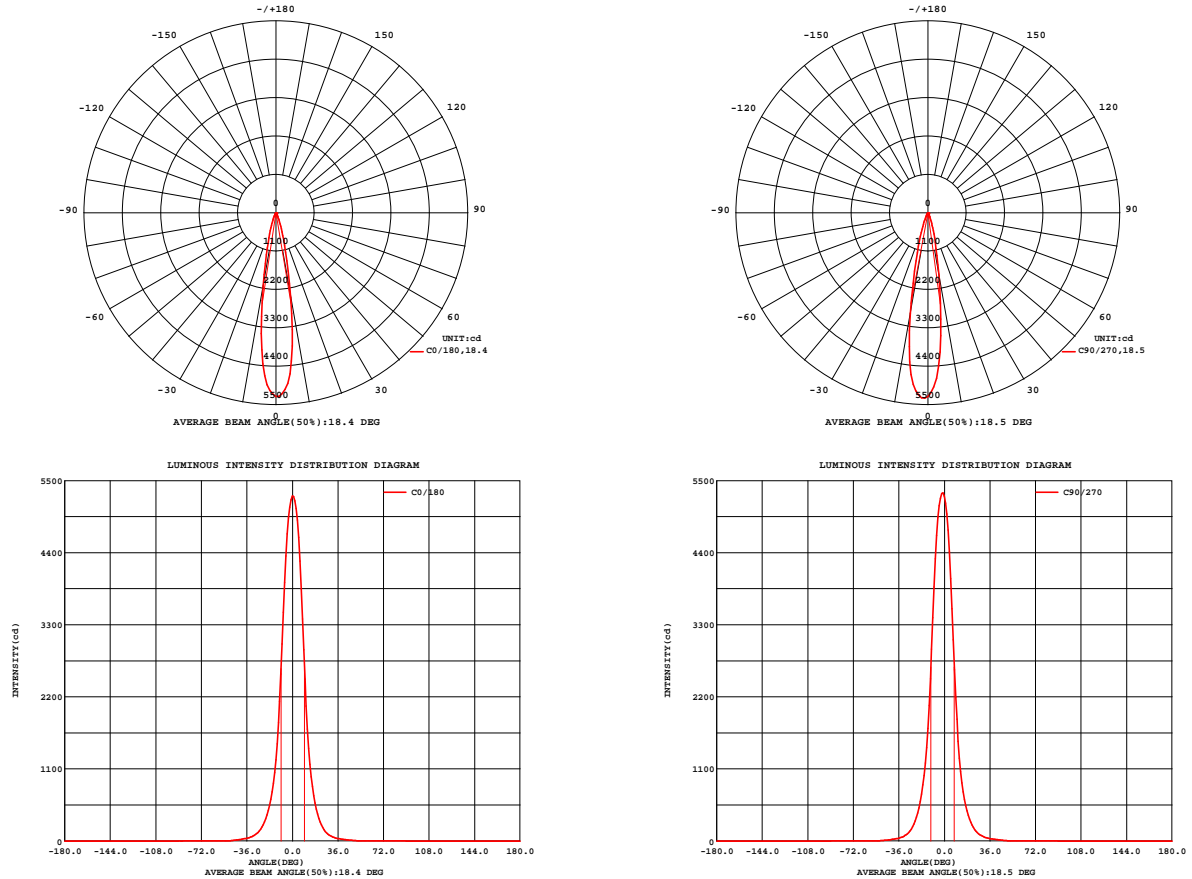 -/+180
-150
150
-120
120
-90
90
0
1100
2200
3300
4400
5500
-60
60
-30
30
0
UNIT:cd
C0/180,18.4
AVERAGE BEAM ANGLE(50%):18.4 DEG
-/+180
-150
150
-120
120
-90
90
0
1100
2200
3300
4400
5500
-60
60
-30
30
0
UNIT:cd
C90/270,18.5
AVERAGE BEAM ANGLE(50%):18.5 DEG
LUMINOUS INTENSITY DISTRIBUTION DIAGRAM
C0/180
5500
4400
3300
2200
1100
0
INTENSITY(cd)
-180.0 -144.0 -108.0 -72.0 -36.0 0.0 36.0 72.0 108.0 144.0 180.0
ANGLE(DEG)
AVERAGE BEAM ANGLE(50%):18.4 DEG
LUMINOUS INTENSITY DISTRIBUTION DIAGRAM
C90/270
5500
4400
3300
2200
1100
0
INTENSITY(cd)
-180.0 -144.0 -108.0 -72.0 -36.0 0.0 36.0 72.0 108.0 144.0 180.0
ANGLE(DEG)
AVERAGE BEAM ANGLE(50%):18.5 DEG